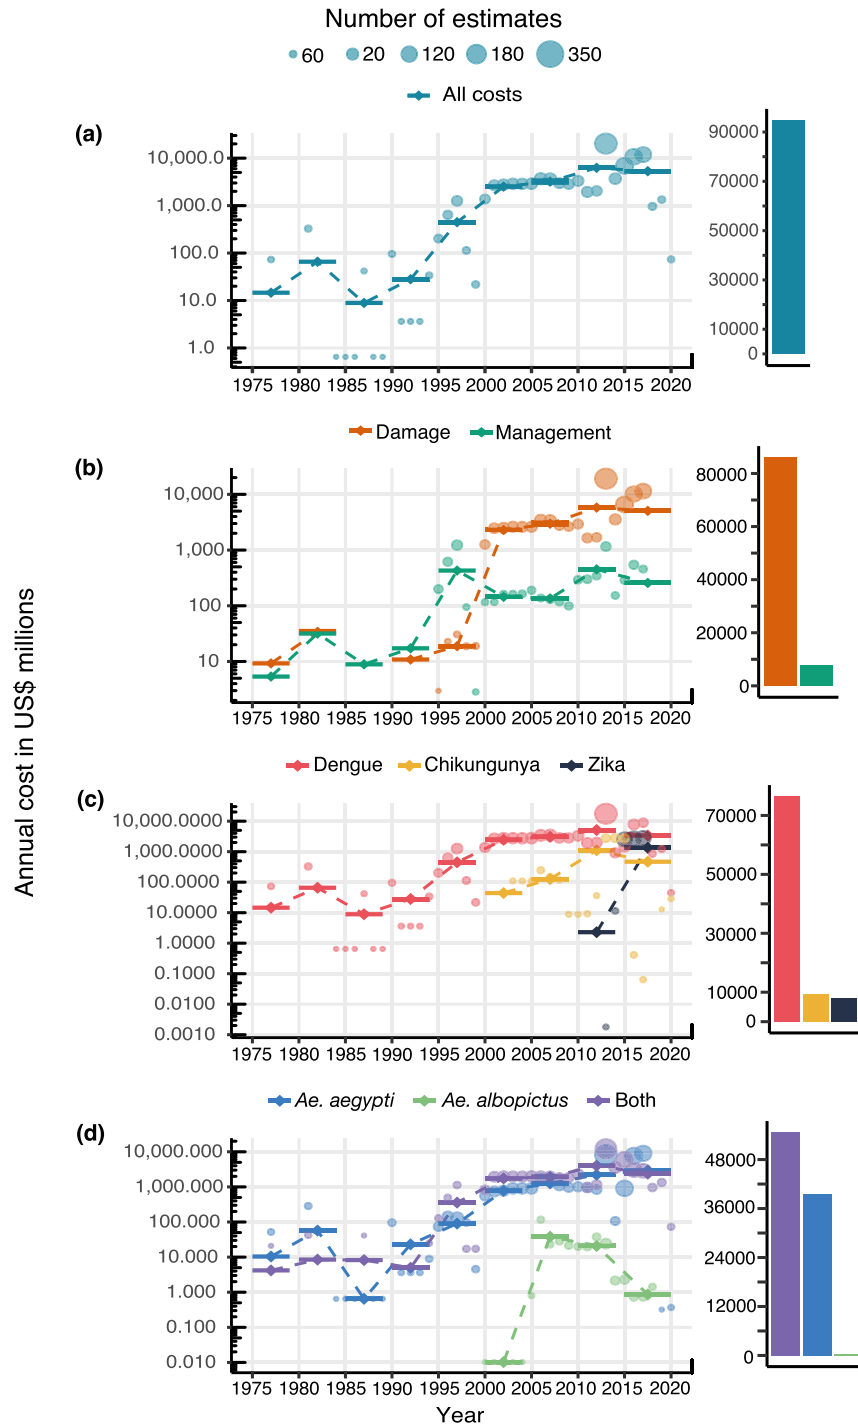 Number of estimates
60 20 120 180 350
All costs
(a)
10,000.0
1,000.0
100.0
10.0
1.0
1975 1980 1985 1990 1995 2000 2005 2010 2015 2020
90000
70000
50000
30000
10000
0
Damage Management
(b)
10,000
1,000
100
10
1975 1980 1985 1990 1995 2000 2005 2010 2015 2020
80000
60000
40000
20000
0
Annual cost in US$ millions
Dengue Chikungunya Zika
(c)
10,000.0000
1,000.0000
100.0000
10.0000
1.0000
0.1000
0.0100
0.0010
1975 1980 1985 1990 1995 2000 2005 2010 2015 2020
70000
50000
30000
10000
0
Ae. aegypti Ae. albopictus Both
(d)
10,000.000
1,000.000
100.000
10.000
1.000
0.100
0.010
1975 1980 1985 1990 1995 2000 2005 2010 2015 2020
48000
36000
24000
12000
0
Year